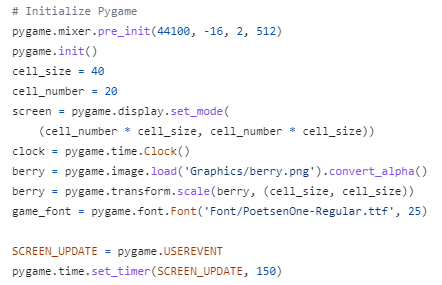 # Initialize Pygame
pygame.mixer.pre_init(44100, -16, 2, 512)
pygame.init()
cell_size = 40
cell_number = 20
screen = pygame.display.set_mode(
    (cell_number * cell_size, cell_number * cell_size))
clock = pygame.time.Clock()
berry = pygame.image.load('Graphics/berry.png').convert_alpha()
berry = pygame.transform.scale(berry, (cell_size, cell_size))
game_font = pygame.font.Font('Font/PoetsenOne-Regular.ttf', 25)

SCREEN_UPDATE = pygame.USEREVENT
pygame.time.set_timer(SCREEN_UPDATE, 150)